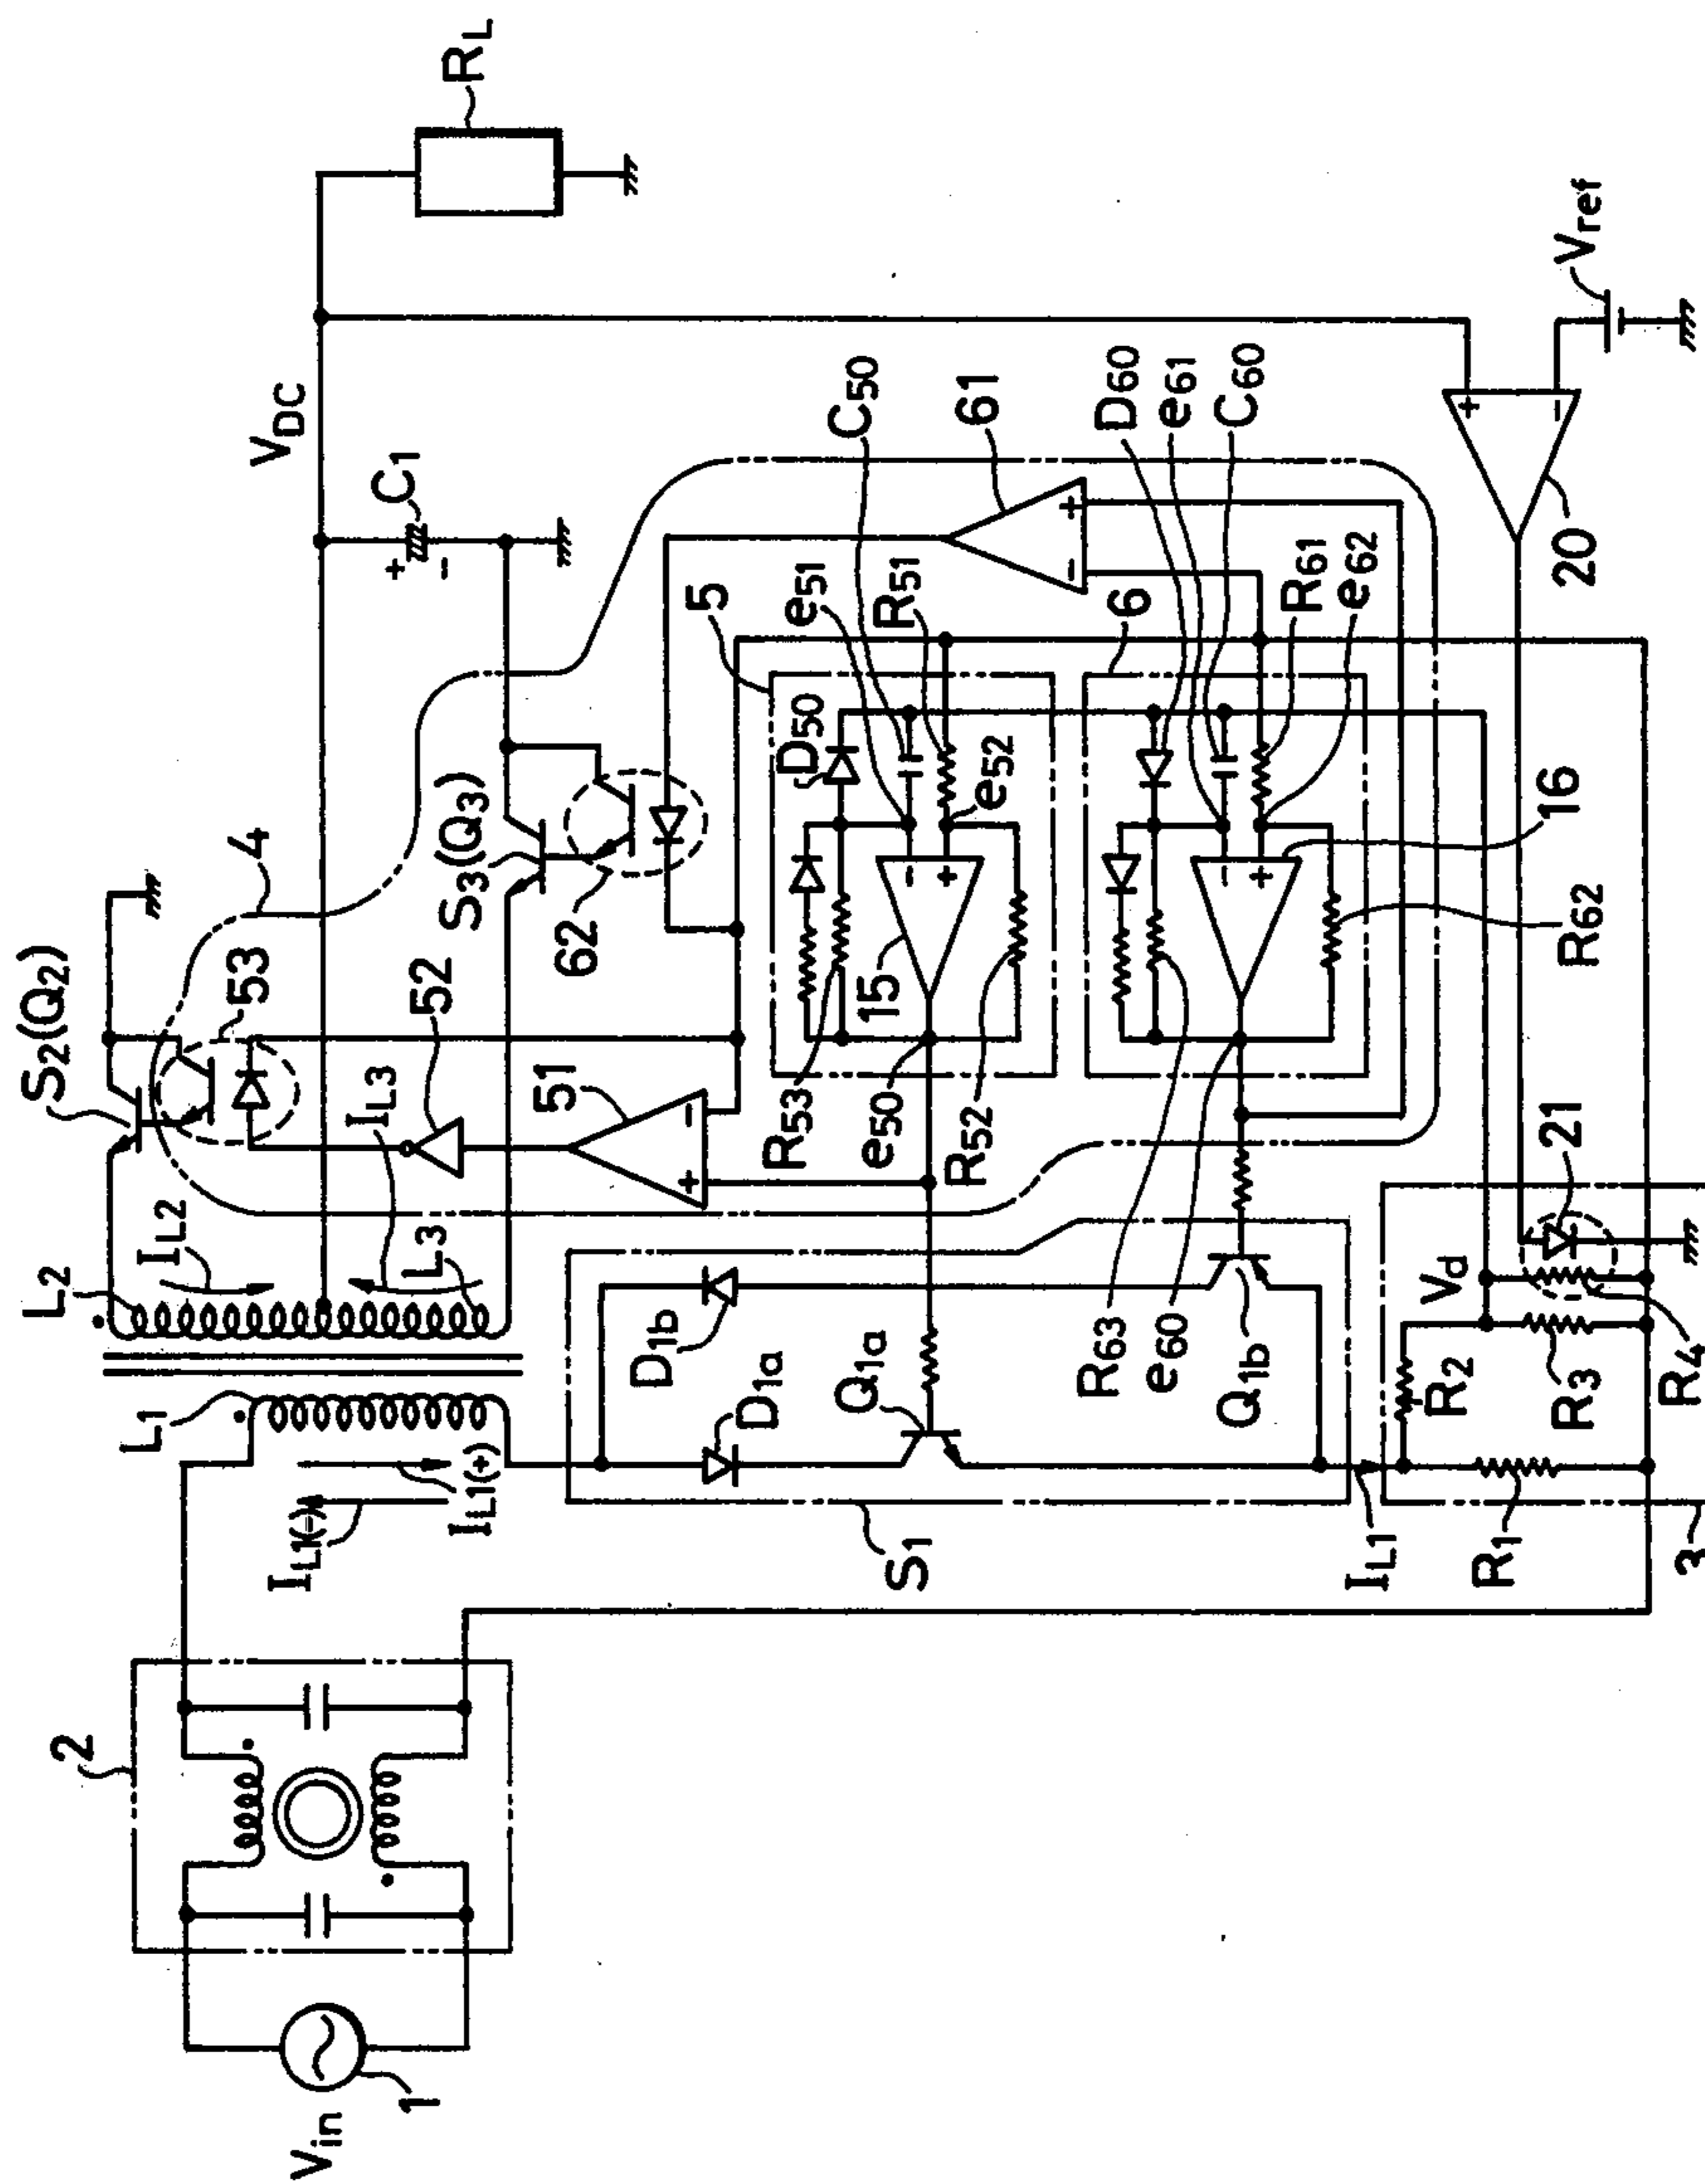 Vin
1
2
IL1(−)
IL1(+)
L1
L2
IL2
IL3
L3
S2(Q2)
53
52
51
4
S3(Q3)
62
VDC
C1
+
−
RL
5
D50
e51
C50
R51
e52
15
−
+
R53
e50
R52
+
−
61
−
+
6
D60
e61
C60
R61
e62
16
−
+
R62
R63
e60
D1b
D1a
Q1a
Q1b
S1
IL1
R1
R2
R3
R4
Vd
21
3
20
+
−
Vref